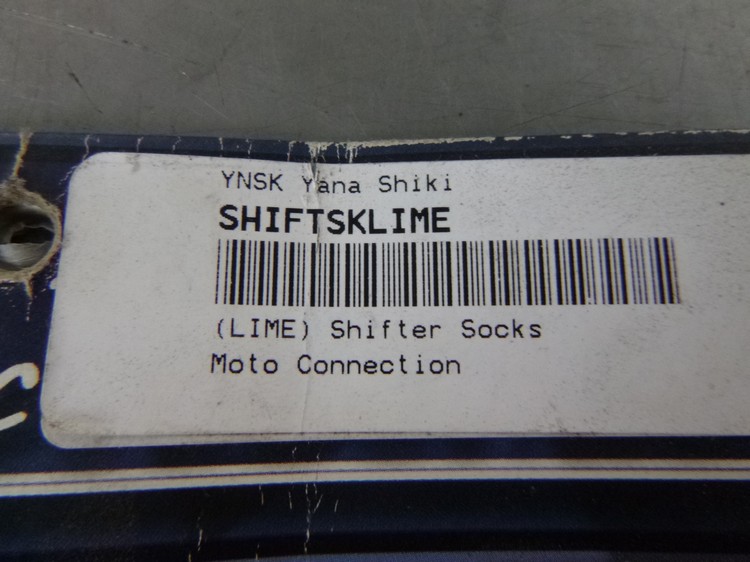 YNSK Yana Shiki
SHIFTSKLIME
(LIME) Shifter Socks
Moto Connection